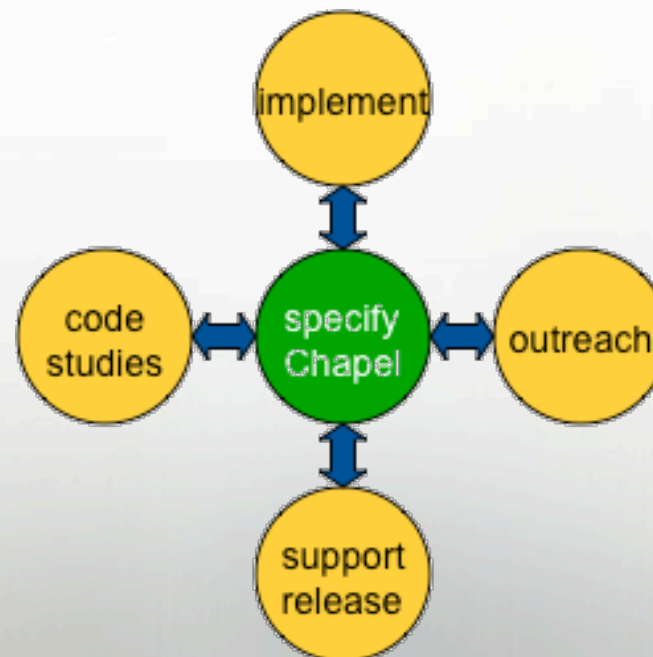 implement
code
studies
specify
Chapel
outreach
support
release